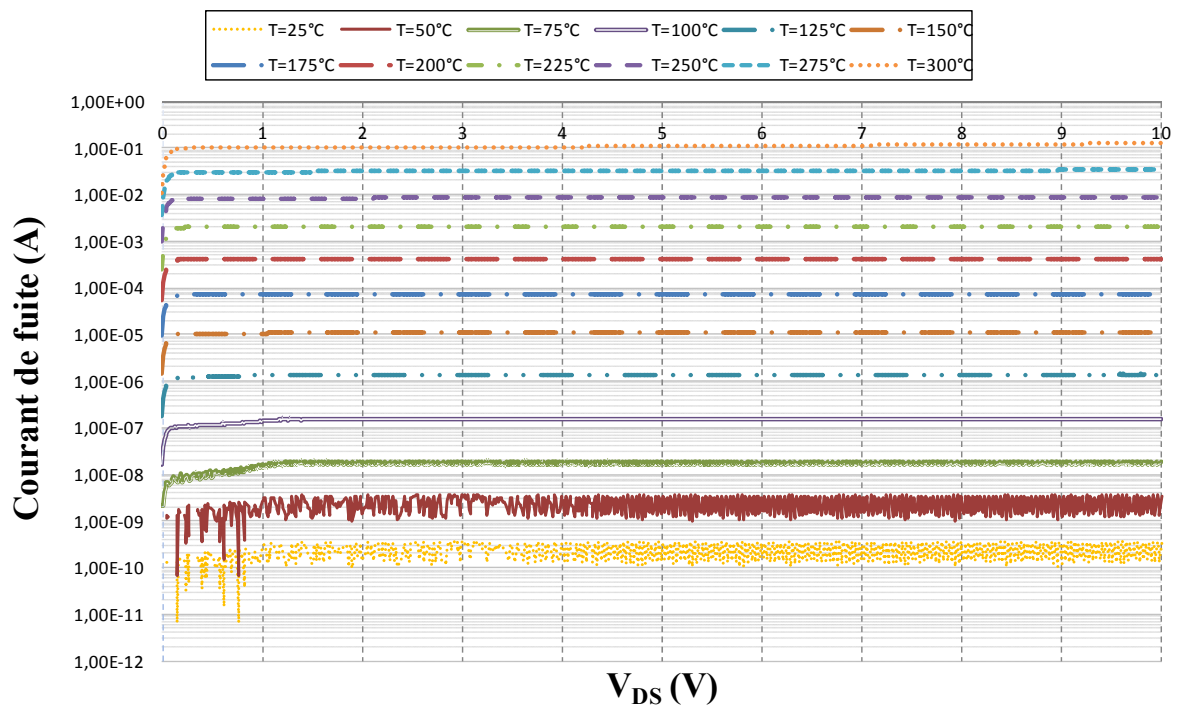 T=25°C T=50°C T=75°C T=100°C T=125°C T=150°C
T=175°C T=200°C T=225°C T=250°C T=275°C T=300°C
1,00E+00
0 1 2 3 4 5 6 7 8 9 10
1,00E-01
1,00E-02
1,00E-03
1,00E-04
1,00E-05
1,00E-06
1,00E-07
1,00E-08
1,00E-09
1,00E-10
1,00E-11
1,00E-12
Courant de fuite (A)
V_DS (V)